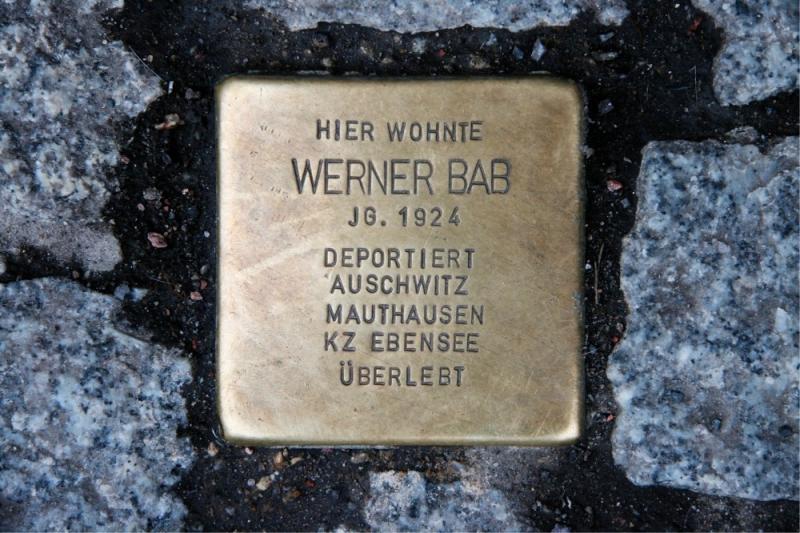 HIER WOHNTE
WERNER BAB
JG. 1924
DEPORTIERT
AUSCHWITZ
MAUTHAUSEN
KZ EBENSEE
ÜBERLEBT